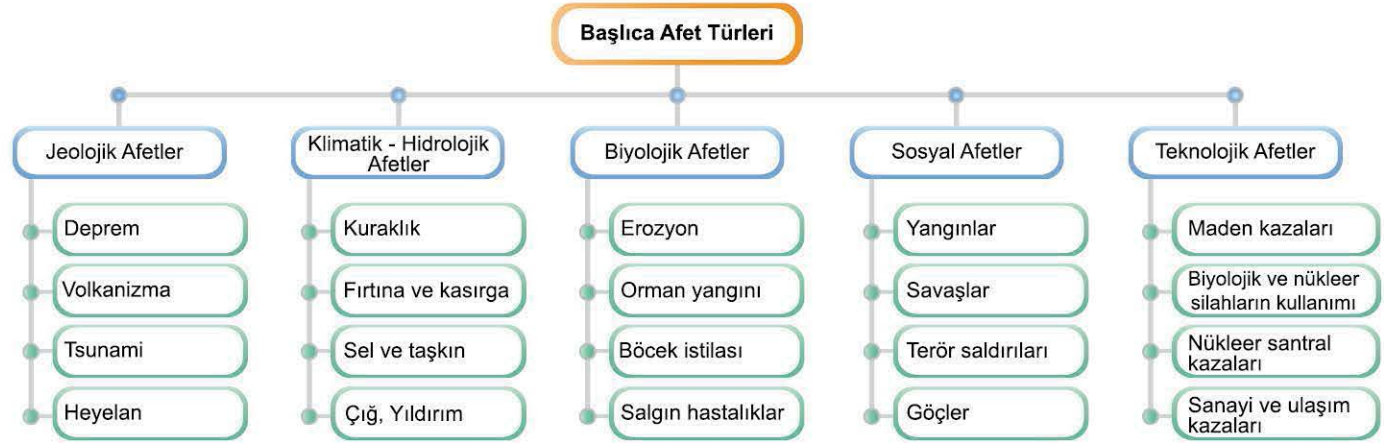 Başlıca Afet Türleri
Jeolojik Afetler
Deprem
Volkanizma
Tsunami
Heyelan
Klimatik - Hidrolojik
Afetler
Kuraklık
Fırtına ve kasırga
Sel ve taşkın
Çığ, Yıldırım
Biyolojik Afetler
Erozyon
Orman yangını
Böcek istilası
Salgın hastalıklar
Sosyal Afetler
Yangınlar
Savaşlar
Terör saldırıları
Göçler
Teknolojik Afetler
Maden kazaları
Biyolojik ve nükleer
silahların kullanımı
Nükleer santral
kazaları
Sanayi ve ulaşım
kazaları